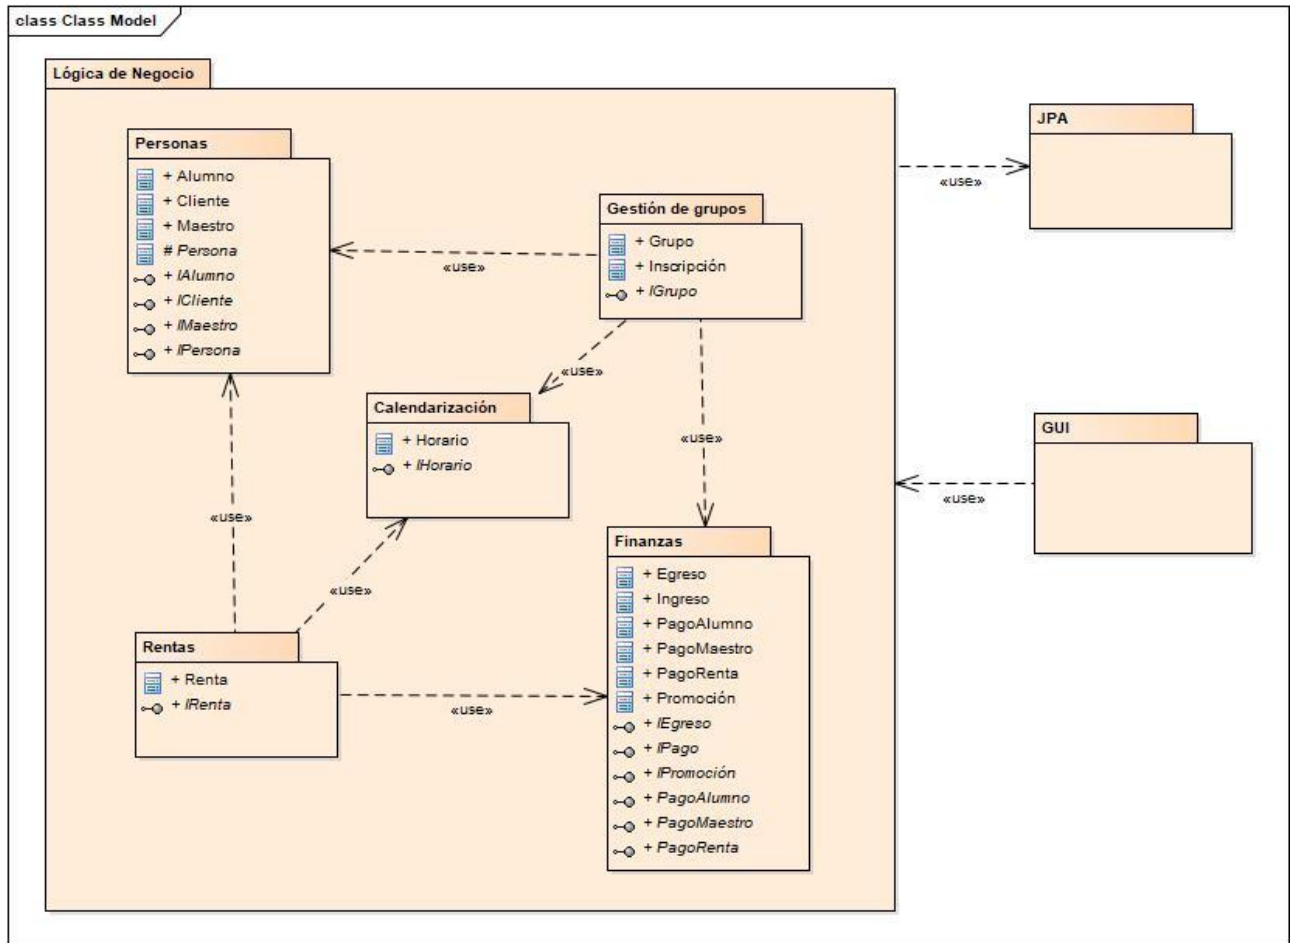 class Class Model
Lógica de Negocio
Personas
+ Alumno
+ Cliente
+ Maestro
# Persona
+ IAlumno
+ ICliente
+ IMaestro
+ IPersona
Gestión de grupos
+ Grupo
+ Inscripción
+ IGrupo
«use»
«use»
«use»
Calendarización
+ Horario
+ IHorario
«use»
«use»
Rentas
+ Renta
+ IRenta
«use»
Finanzas
+ Egreso
+ Ingreso
+ PagoAlumno
+ PagoMaestro
+ PagoRenta
+ Promoción
+ IEgreso
+ IPago
+ IPromoción
+ PagoAlumno
+ PagoMaestro
+ PagoRenta
JPA
«use»
GUI
«use»